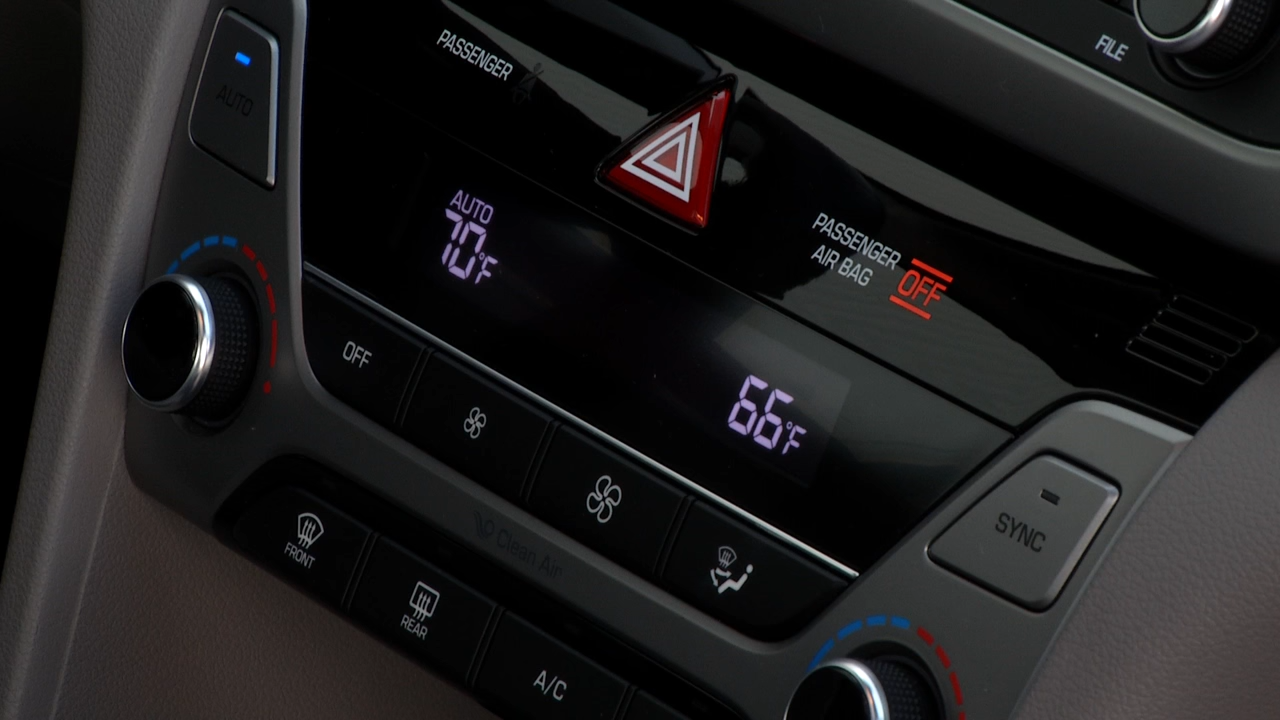 FILE
PASSENGER
AUTO
PASSENGER
AIR BAG OFF
AUTO
70°F
66°F
OFF
SYNC
Clean Air
FRONT
REAR
A/C